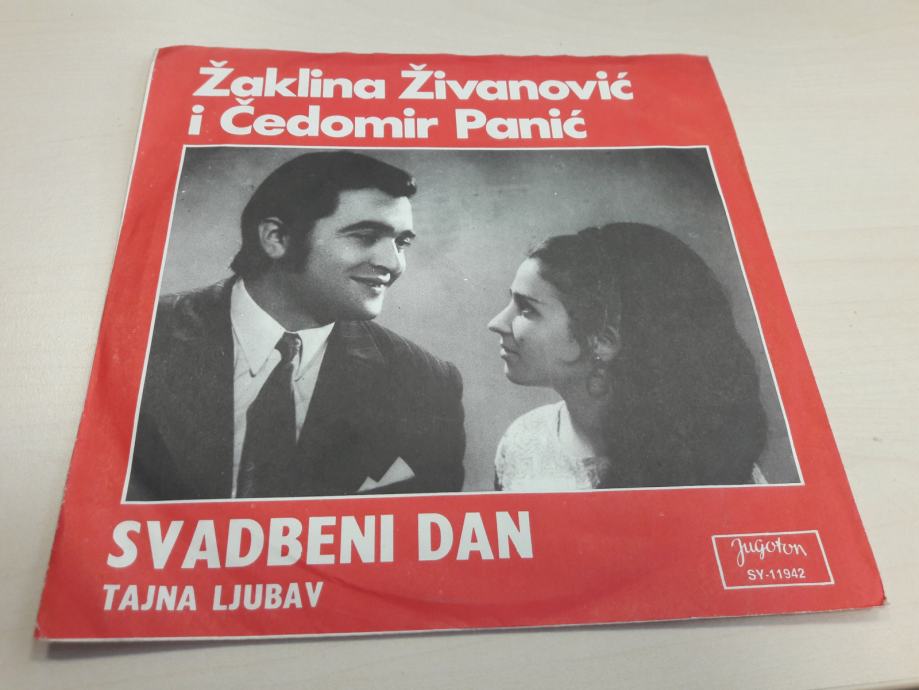 Žaklina Živanović
i Čedomir Panić
SVADBENI DAN
TAJNA LJUBAV
Jugoton
SY-11942